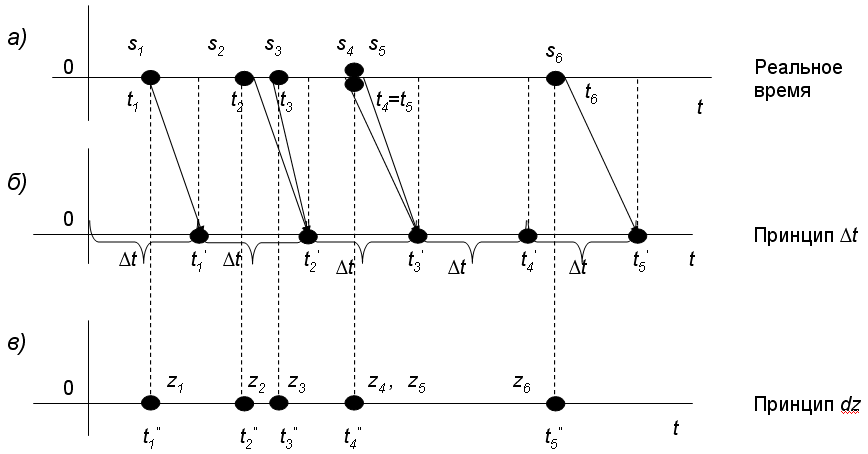 а)
s1 s2 s3 s4 s5 s6
0
t1 t2 t3 t4=t5 t6
t
Реальное
время
б)
0
Δt Δt Δt Δt Δt
t1' t2' t3' t4' t5'
t
Принцип Δt
в)
z1 z2 z3 z4 , z5 z6
0
t1" t2" t3" t4" t5"
t
Принцип dz